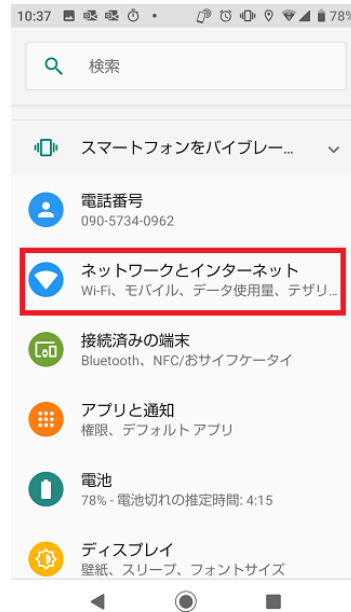 10:37 78%
検索
スマートフォンをバイブレー...
電話番号
090-5734-0962
ネットワークとインターネット
Wi-Fi、モバイル、データ使用量、テザリ...
接続済みの端末
Bluetooth、NFC/おサイフケータイ
アプリと通知
権限、デフォルト アプリ
電池
78% - 電池切れの推定時間: 4:15
ディスプレイ
壁紙、スリープ、フォントサイズ